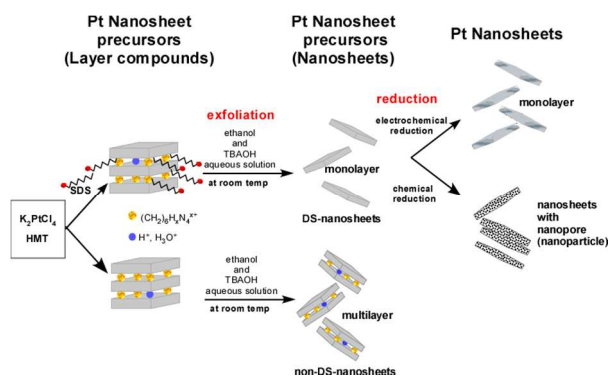 Pt Nanosheet
precursors
(Layer compounds)
Pt Nanosheet
precursors
(Nanosheets)
Pt Nanosheets
exfoliation
ethanol
and
TBAOH
aqueous solution
at room temp
SDS
monolayer
DS-nanosheets
reduction
electrochemical
reduction
monolayer
chemical
reduction
nanosheets
with
nanopore
(nanoparticle)
K₂PtCl₄
HMT
(CH₂)₆HₓN₄ˣ⁺
H⁺, H₃O⁺
ethanol
and
TBAOH
aqueous solution
at room temp
multilayer
non-DS-nanosheets